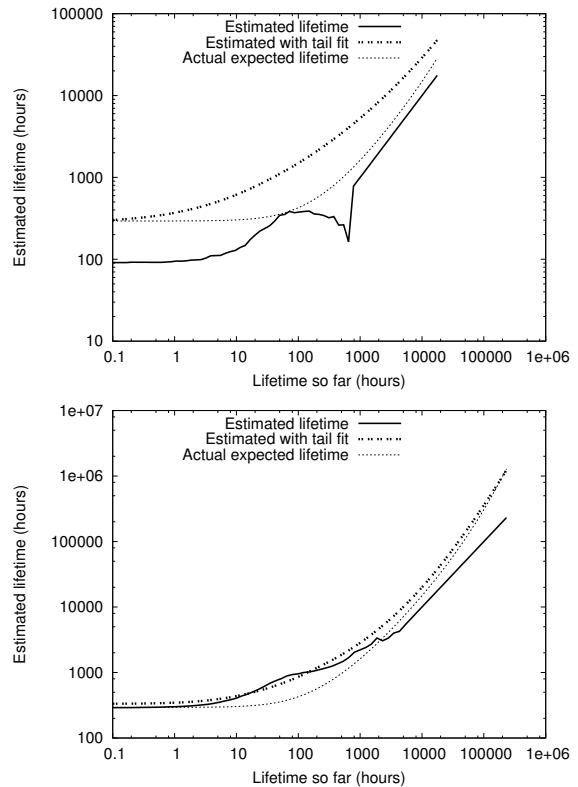 100000
10000
1000
100
10
Estimated lifetime (hours)
Estimated lifetime
Estimated with tail fit
Actual expected lifetime
0.1 1 10 100 1000 10000 100000 1e+06
Lifetime so far (hours)
1e+07
1e+06
100000
10000
1000
100
Estimated lifetime (hours)
Estimated lifetime
Estimated with tail fit
Actual expected lifetime
0.1 1 10 100 1000 10000 100000 1e+06
Lifetime so far (hours)